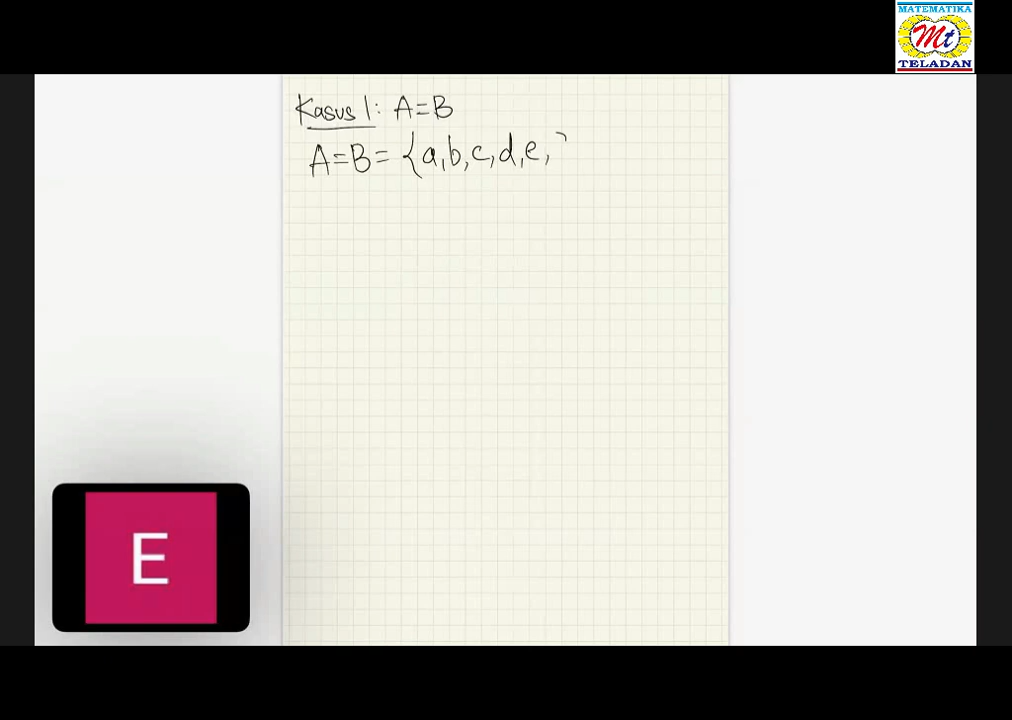 MATEMATIKA
Mt
TELADAN
Kasus 1: A=B
A=B= {a,b,c,d,e,
E